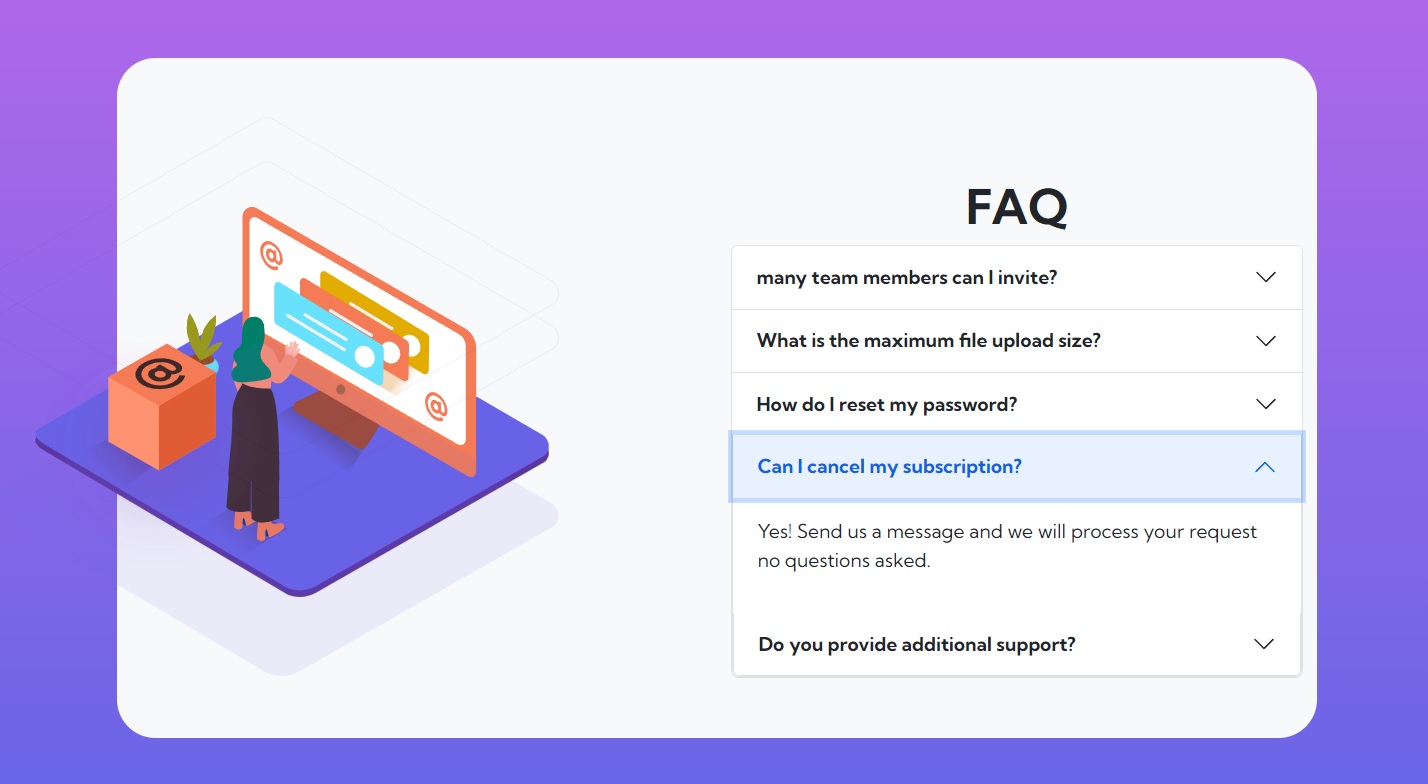 FAQ
many team members can I invite?
What is the maximum file upload size?
How do I reset my password?
Can I cancel my subscription?
Yes! Send us a message and we will process your request
no questions asked.
Do you provide additional support?
@
@
@